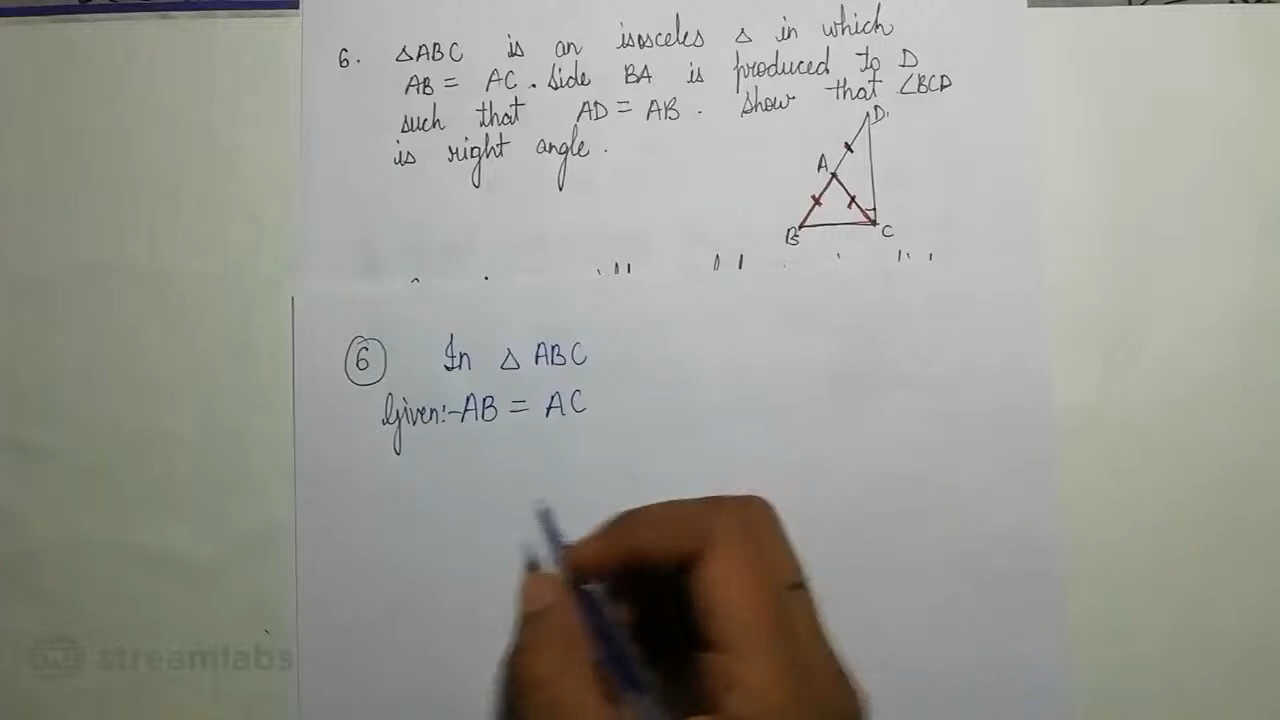 6. △ABC is an isosceles △ in which
AB = AC. Side BA is produced to D
such that AD = AB. Show that ∠BCD
is right angle.
D.
A
B
C
6 In △ ABC
Given:- AB = AC
streamlabs